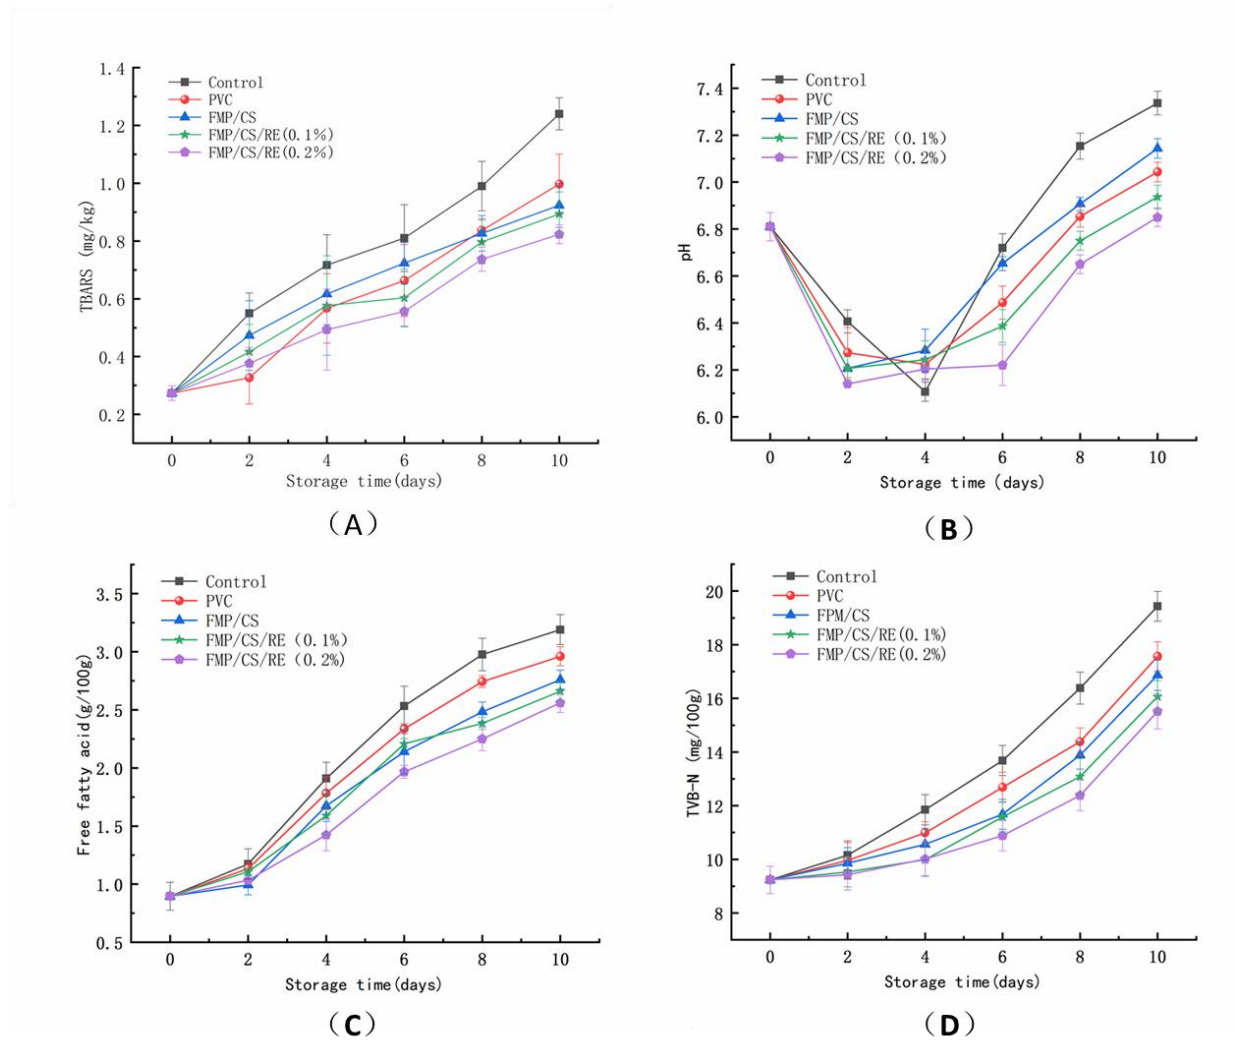 1.4
1.2
1.0
0.8
0.6
0.4
0.2
TBARS (mg/kg)
Control
PVC
FMP/CS
FMP/CS/RE(0.1%)
FMP/CS/RE(0.2%)
0 2 4 6 8 10
Storage time(days)
（A）
7.4
7.2
7.0
6.8
6.6
6.4
6.2
6.0
pH
Control
PVC
FMP/CS
FMP/CS/RE (0.1%)
FMP/CS/RE (0.2%)
0 2 4 6 8 10
Storage time (days)
（B）
3.5
3.0
2.5
2.0
1.5
1.0
0.5
Free fatty acid(g/100g)
Control
PVC
FMP/CS
FMP/CS/RE (0.1%)
FMP/CS/RE (0.2%)
0 2 4 6 8 10
Storage time(days)
（C）
20
18
16
14
12
10
8
TVB-N (mg/100g)
Control
PVC
FPM/CS
FMP/CS/RE(0.1%)
FMP/CS/RE(0.2%)
0 2 4 6 8 10
Storage time(days)
（D）